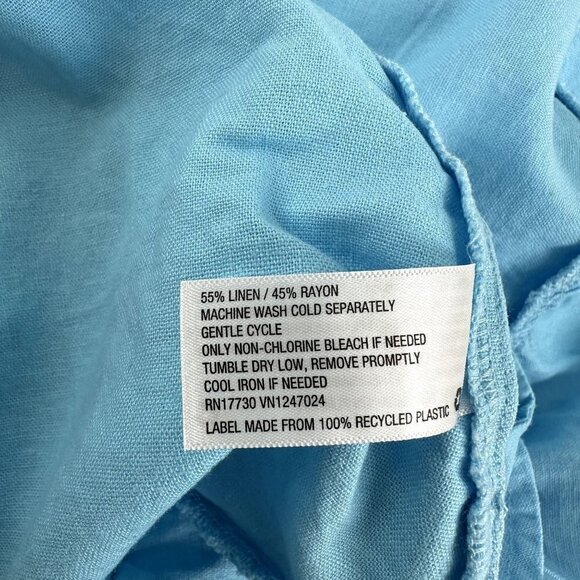 55% LINEN / 45% RAYON
MACHINE WASH COLD SEPARATELY
GENTLE CYCLE
ONLY NON-CHLORINE BLEACH IF NEEDED
TUMBLE DRY LOW, REMOVE PROMPTLY
COOL IRON IF NEEDED
RN17730 VN1247024
LABEL MADE FROM 100% RECYCLED PLASTIC